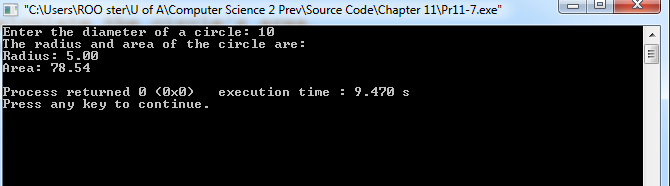 "C:\Users\ROO ster\U of A\Computer Science 2 Prev\Source Code\Chapter 11\Pr11-7.exe"
Enter the diameter of a circle: 10
The radius and area of the circle are:
Radius: 5.00
Area: 78.54

Process returned 0 (0x0)   execution time : 9.470 s
Press any key to continue.